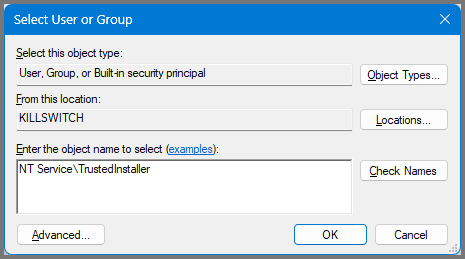 Select User or Group
Select this object type:
User, Group, or Built-in security principal
Object Types...
From this location:
KILLSWITCH
Locations...
Enter the object name to select (examples):
NT Service\TrustedInstaller
Check Names
Advanced...
OK
Cancel